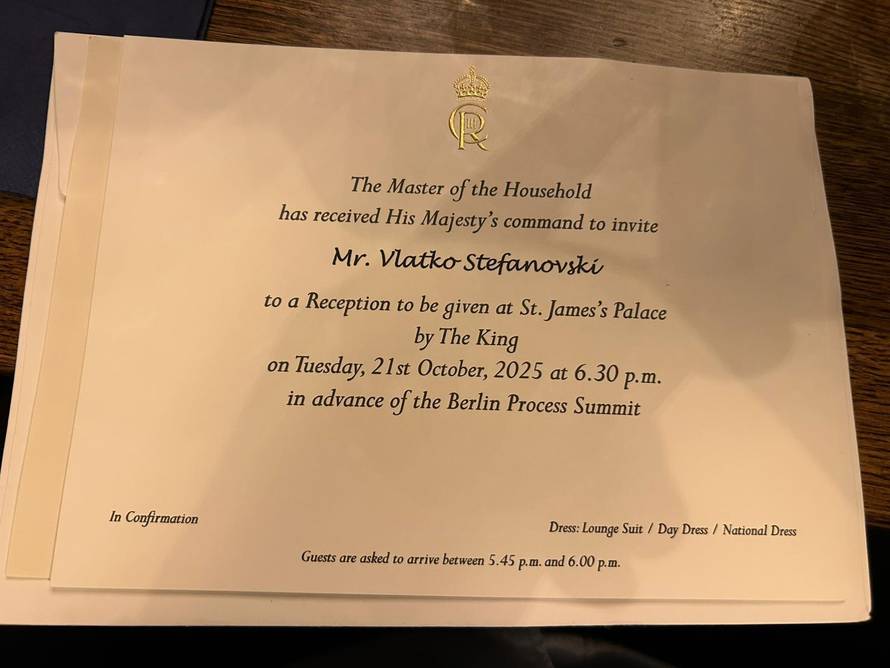 CIIIR
The Master of the Household
has received His Majesty's command to invite
Mr. Vlatko Stefanovski
to a Reception to be given at St. James's Palace
by The King
on Tuesday, 21st October, 2025 at 6.30 p.m.
in advance of the Berlin Process Summit
In Confirmation
Dress: Lounge Suit / Day Dress / National Dress
Guests are asked to arrive between 5.45 p.m. and 6.00 p.m.